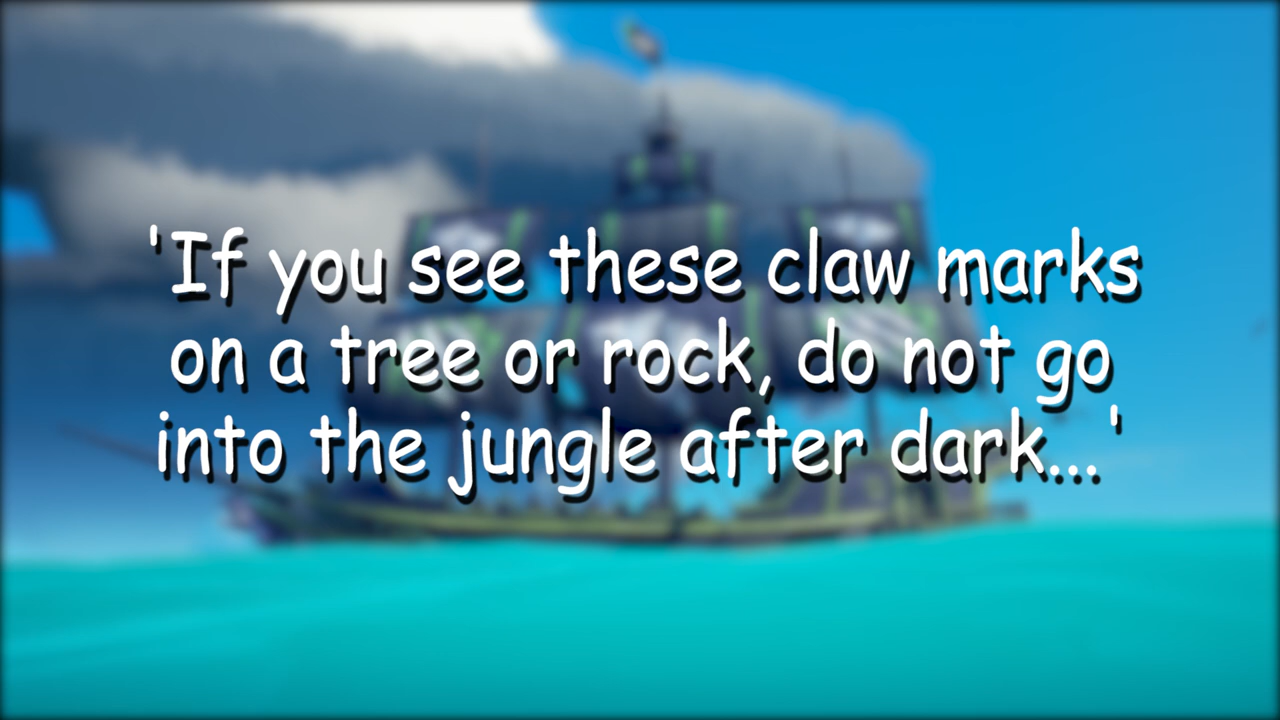 'If you see these claw marks
on a tree or rock, do not go
into the jungle after dark...'